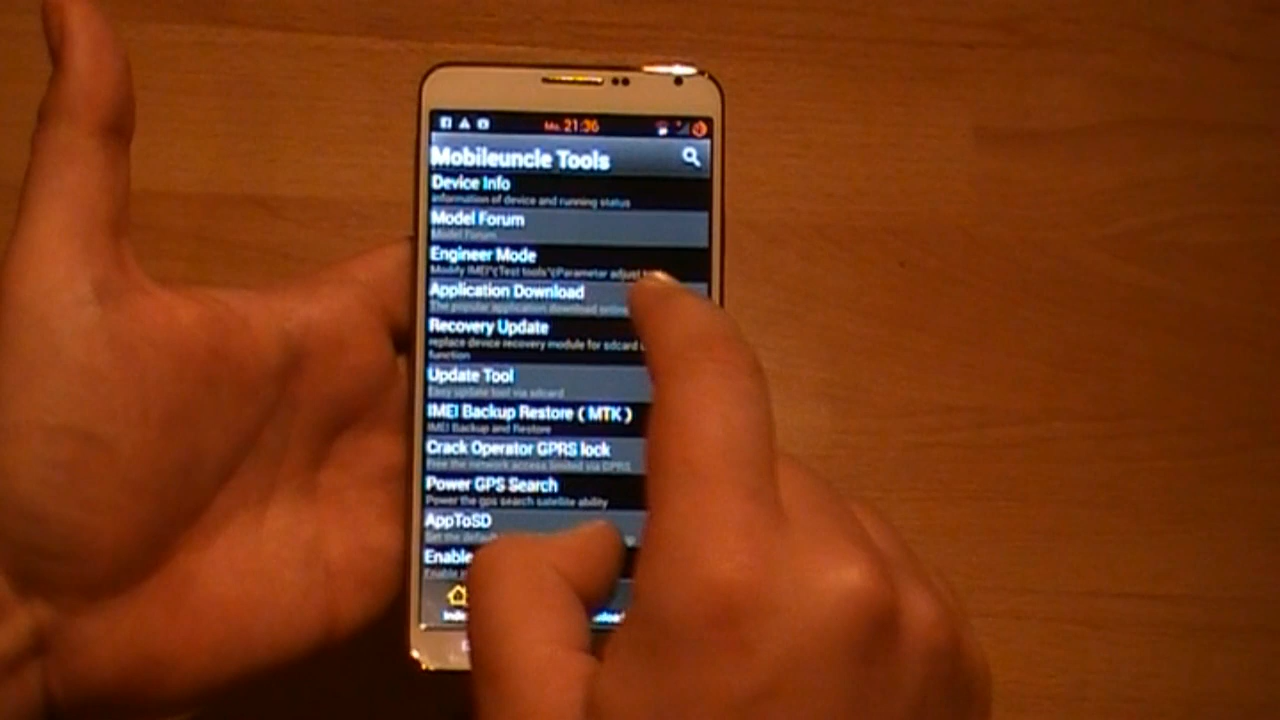 Mo. 21:36
Mobileuncle Tools
Device Info
Information of device and running status
Model Forum
Model Forum
Engineer Mode
Modify IMEI"(Test tools"(Parameter adjust
Application Download
The popular application download online
Recovery Update
replace device recovery module for sdcard
function
Update Tool
Easy update tool via sdcard
IMEI Backup Restore ( MTK )
IMEI Backup and Restore
Crack Operator GPRS lock
Free the network access limited via GPRS
Power GPS Search
Power the gps search satellite ability
AppToSD
Set the default
Enable
Enable